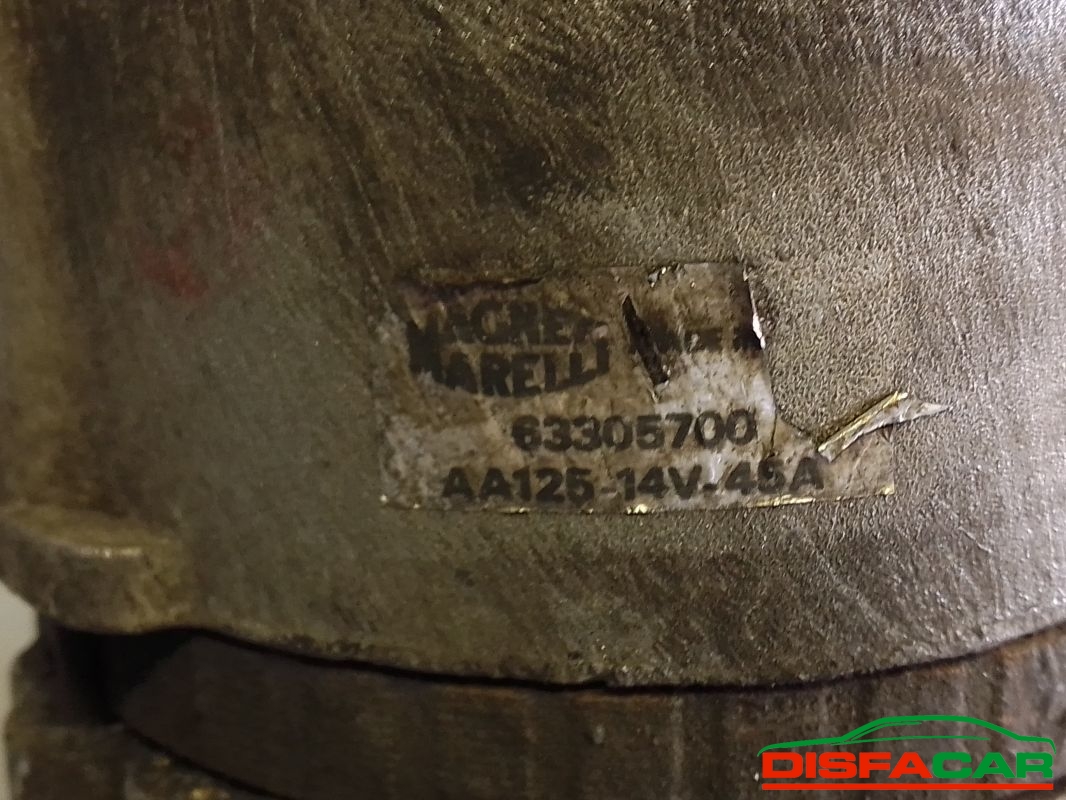 MAGNETI
MARELLI
63305700
AA125-14V-45A
DISFACAR